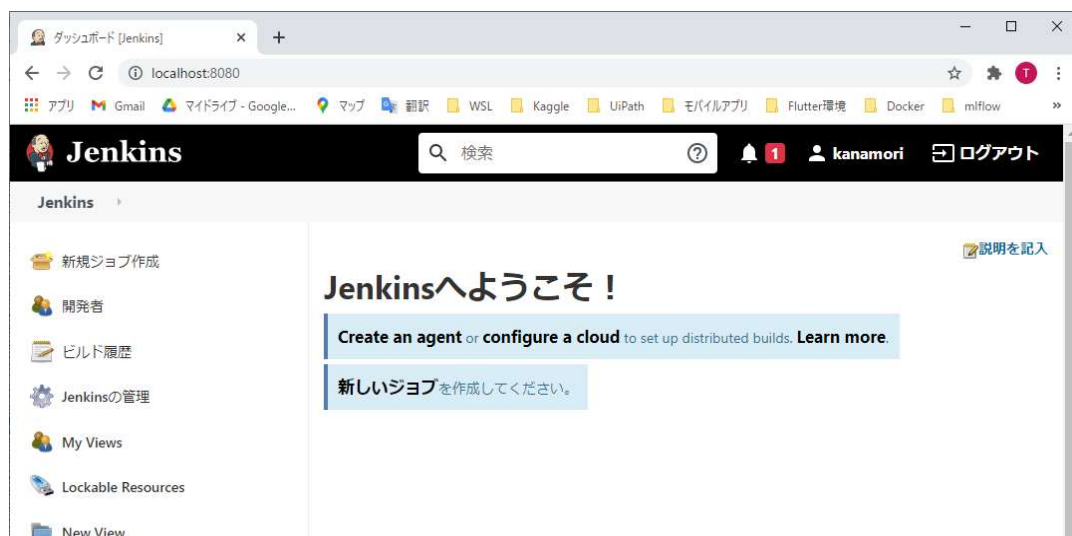 ダッシュボード [Jenkins]
localhost:8080
T
アプリ Gmail マイドライブ - Google... マップ 翻訳 WSL Kaggle UiPath モバイルアプリ Flutter環境 Docker mlflow »
Jenkins 検索 1 kanamori ログアウト
Jenkins
説明を記入
新規ジョブ作成
開発者
ビルド履歴
Jenkinsの管理
My Views
Lockable Resources
New View
Jenkinsへようこそ！
Create an agent or configure a cloud to set up distributed builds. Learn more.
新しいジョブを作成してください。